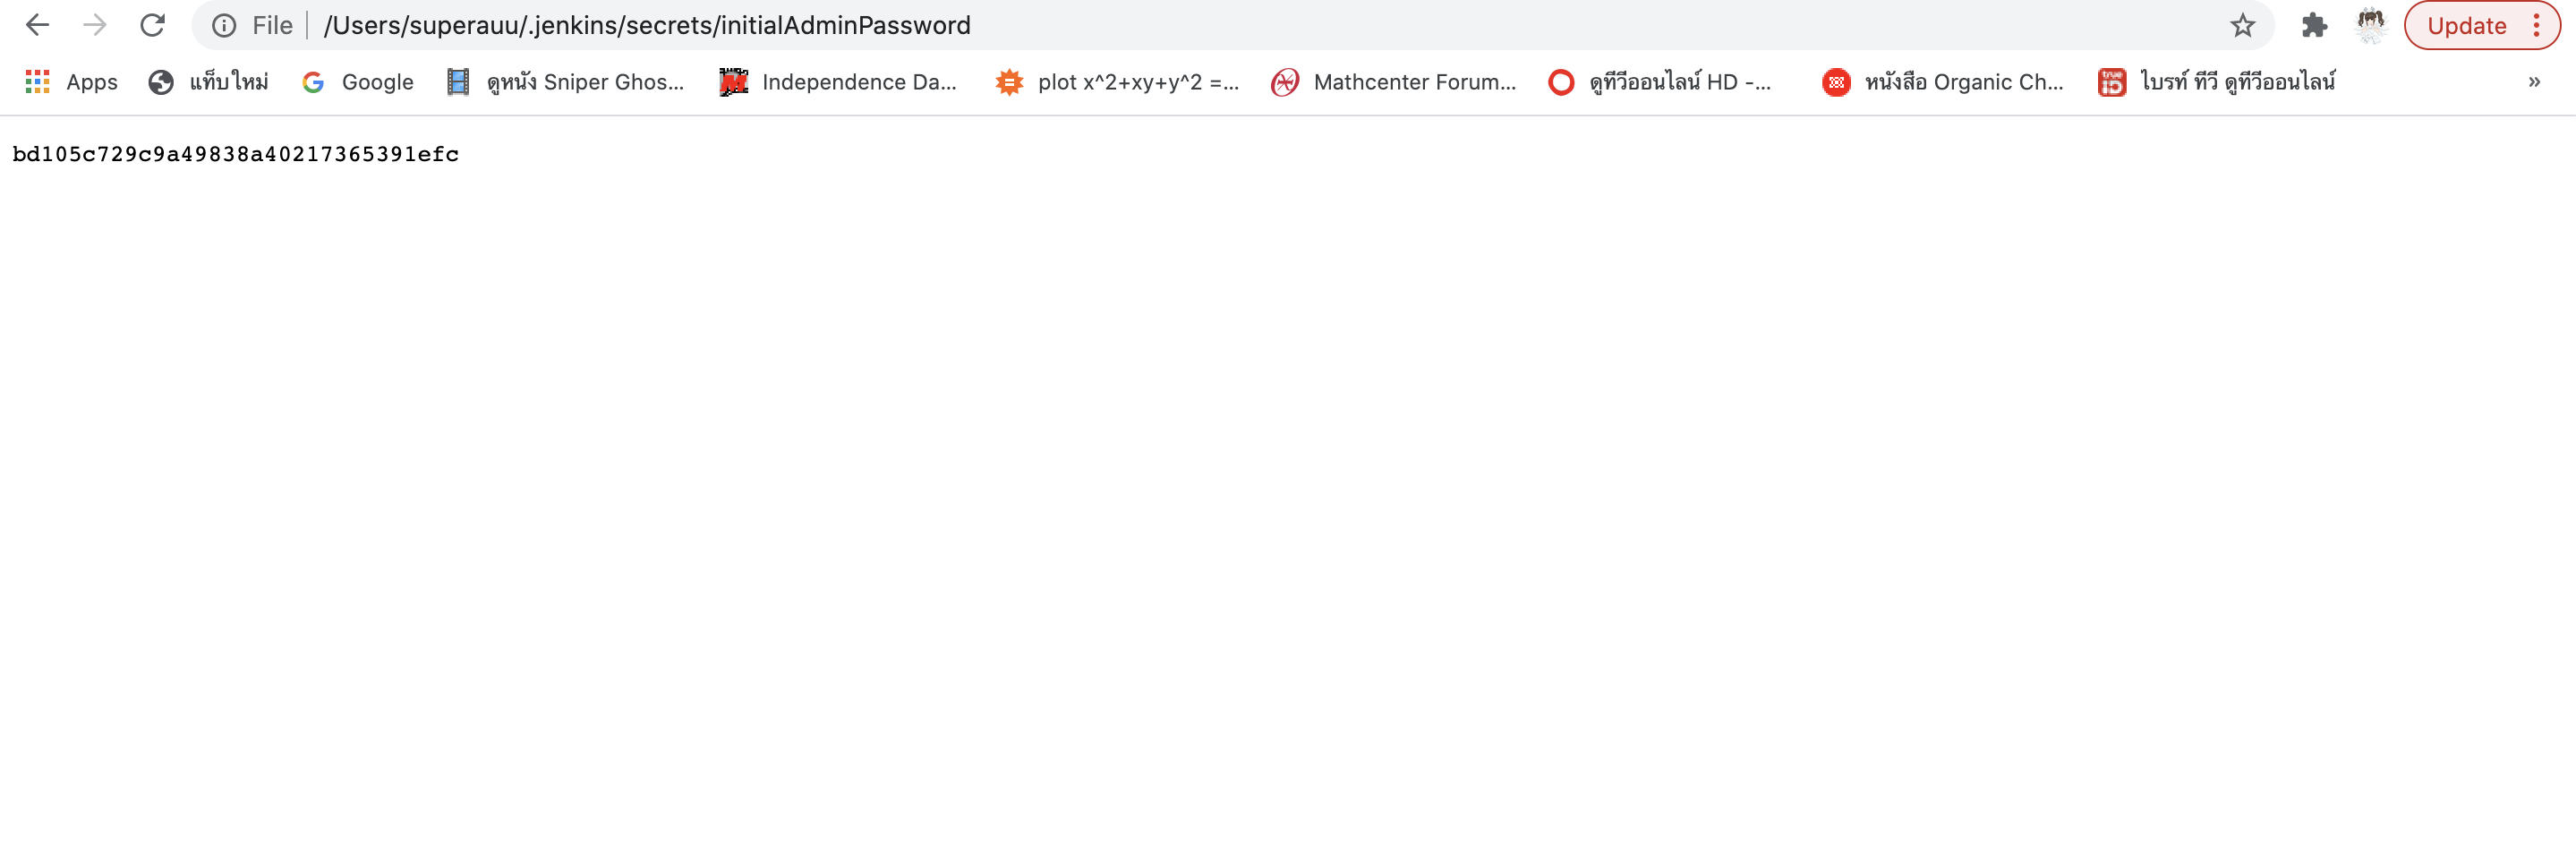 File /Users/superauu/.jenkins/secrets/initialAdminPassword Update
Apps แท็บใหม่ Google ดูหนัง Sniper Ghos... Independence Da... plot x^2+xy+y^2 =... Mathcenter Forum... ดูทีวีออนไลน์ HD -... หนังสือ Organic Ch... ไบรท์ ทีวี ดูทีวีออนไลน์ »
bd105c729c9a49838a40217365391efc